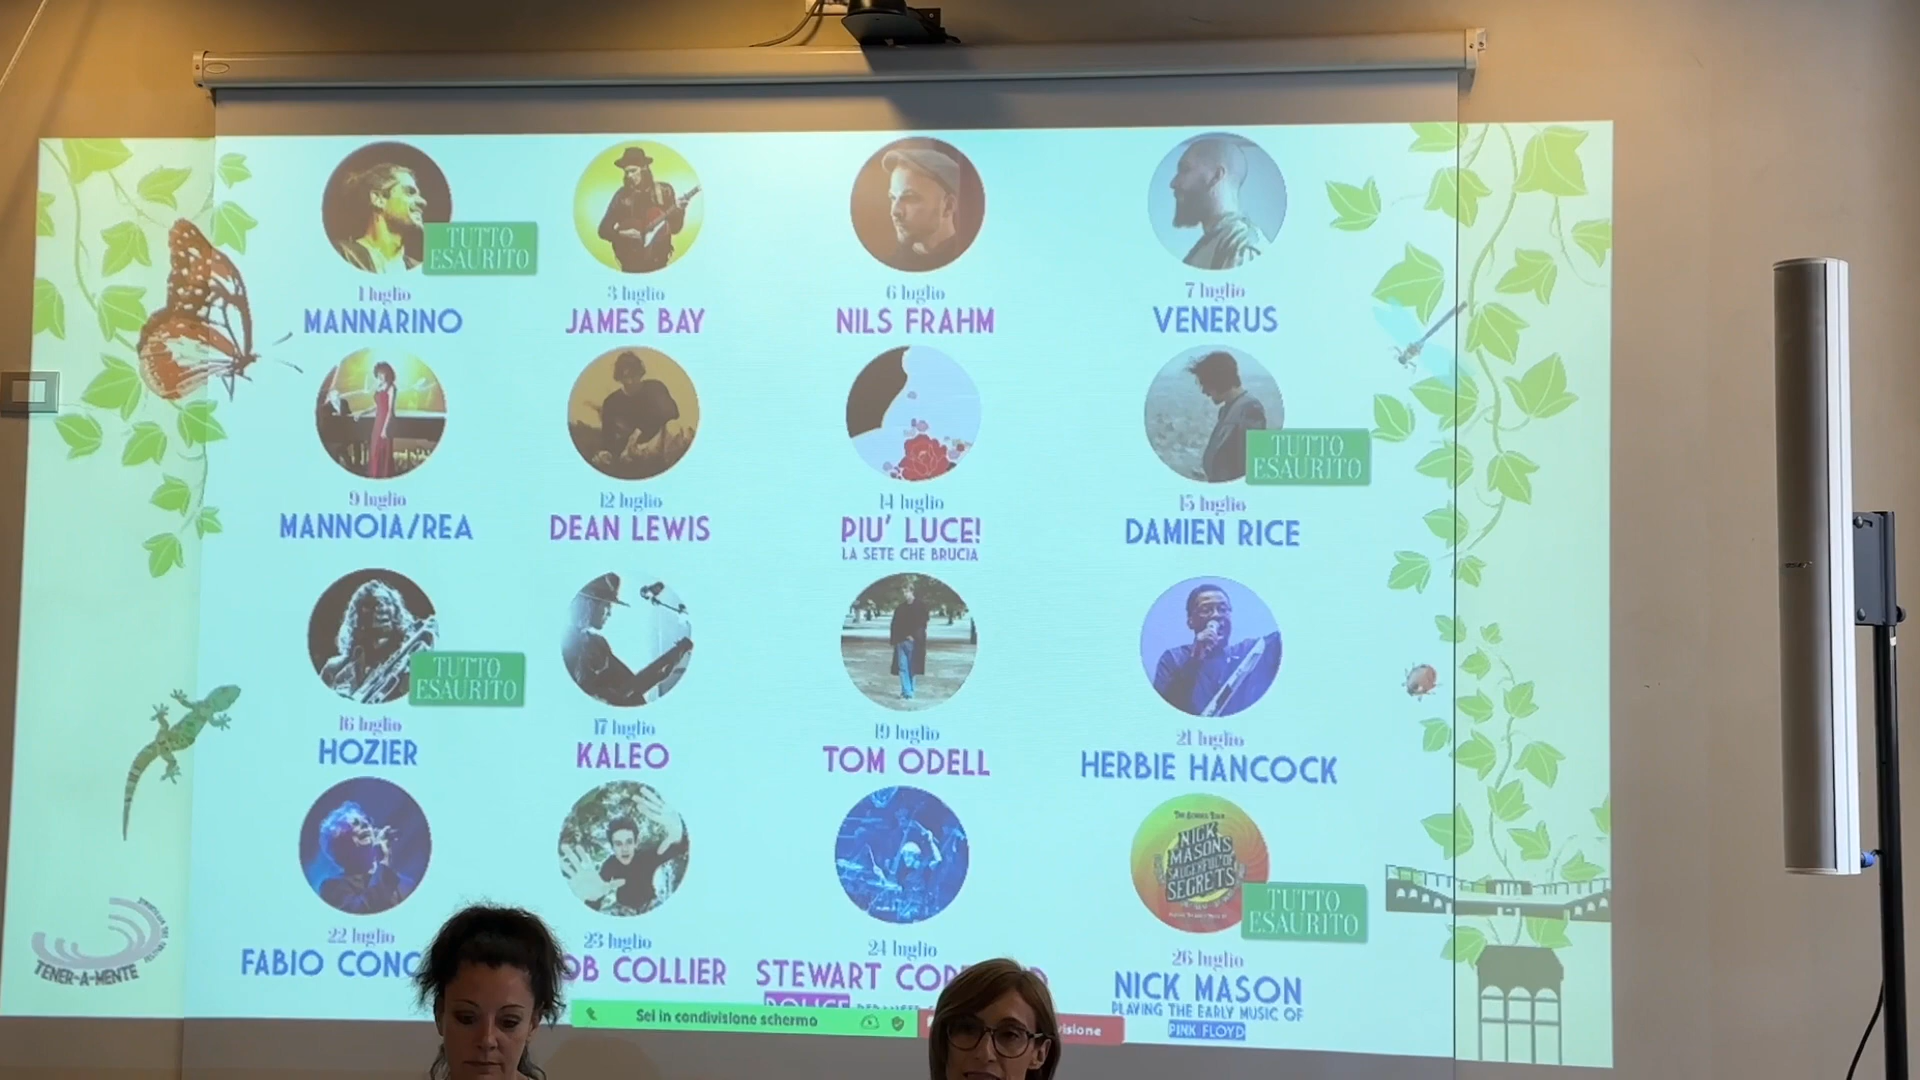 TUTTO
ESAURITO
1 luglio
MANNARINO
3 luglio
JAMES BAY
6 luglio
NILS FRAHM
7 luglio
VENERUS
9 luglio
MANNOIA/REA
12 luglio
DEAN LEWIS
14 luglio
PIU' LUCE!
LA SETE CHE BRUCIA
TUTTO
ESAURITO
15 luglio
DAMIEN RICE
TUTTO
ESAURITO
16 luglio
HOZIER
17 luglio
KALEO
19 luglio
TOM ODELL
21 luglio
HERBIE HANCOCK
22 luglio
FABIO CONC
23 luglio
OB COLLIER
24 luglio
STEWART COP
POLICE
NICK
MASON'S
SAUCERFUL OF
SECRETS
TUTTO
ESAURITO
26 luglio
NICK MASON
PLAYING THE EARLY MUSIC OF
PINK FLOYD
TENER-A-MENTE
Sei in condivisione schermo